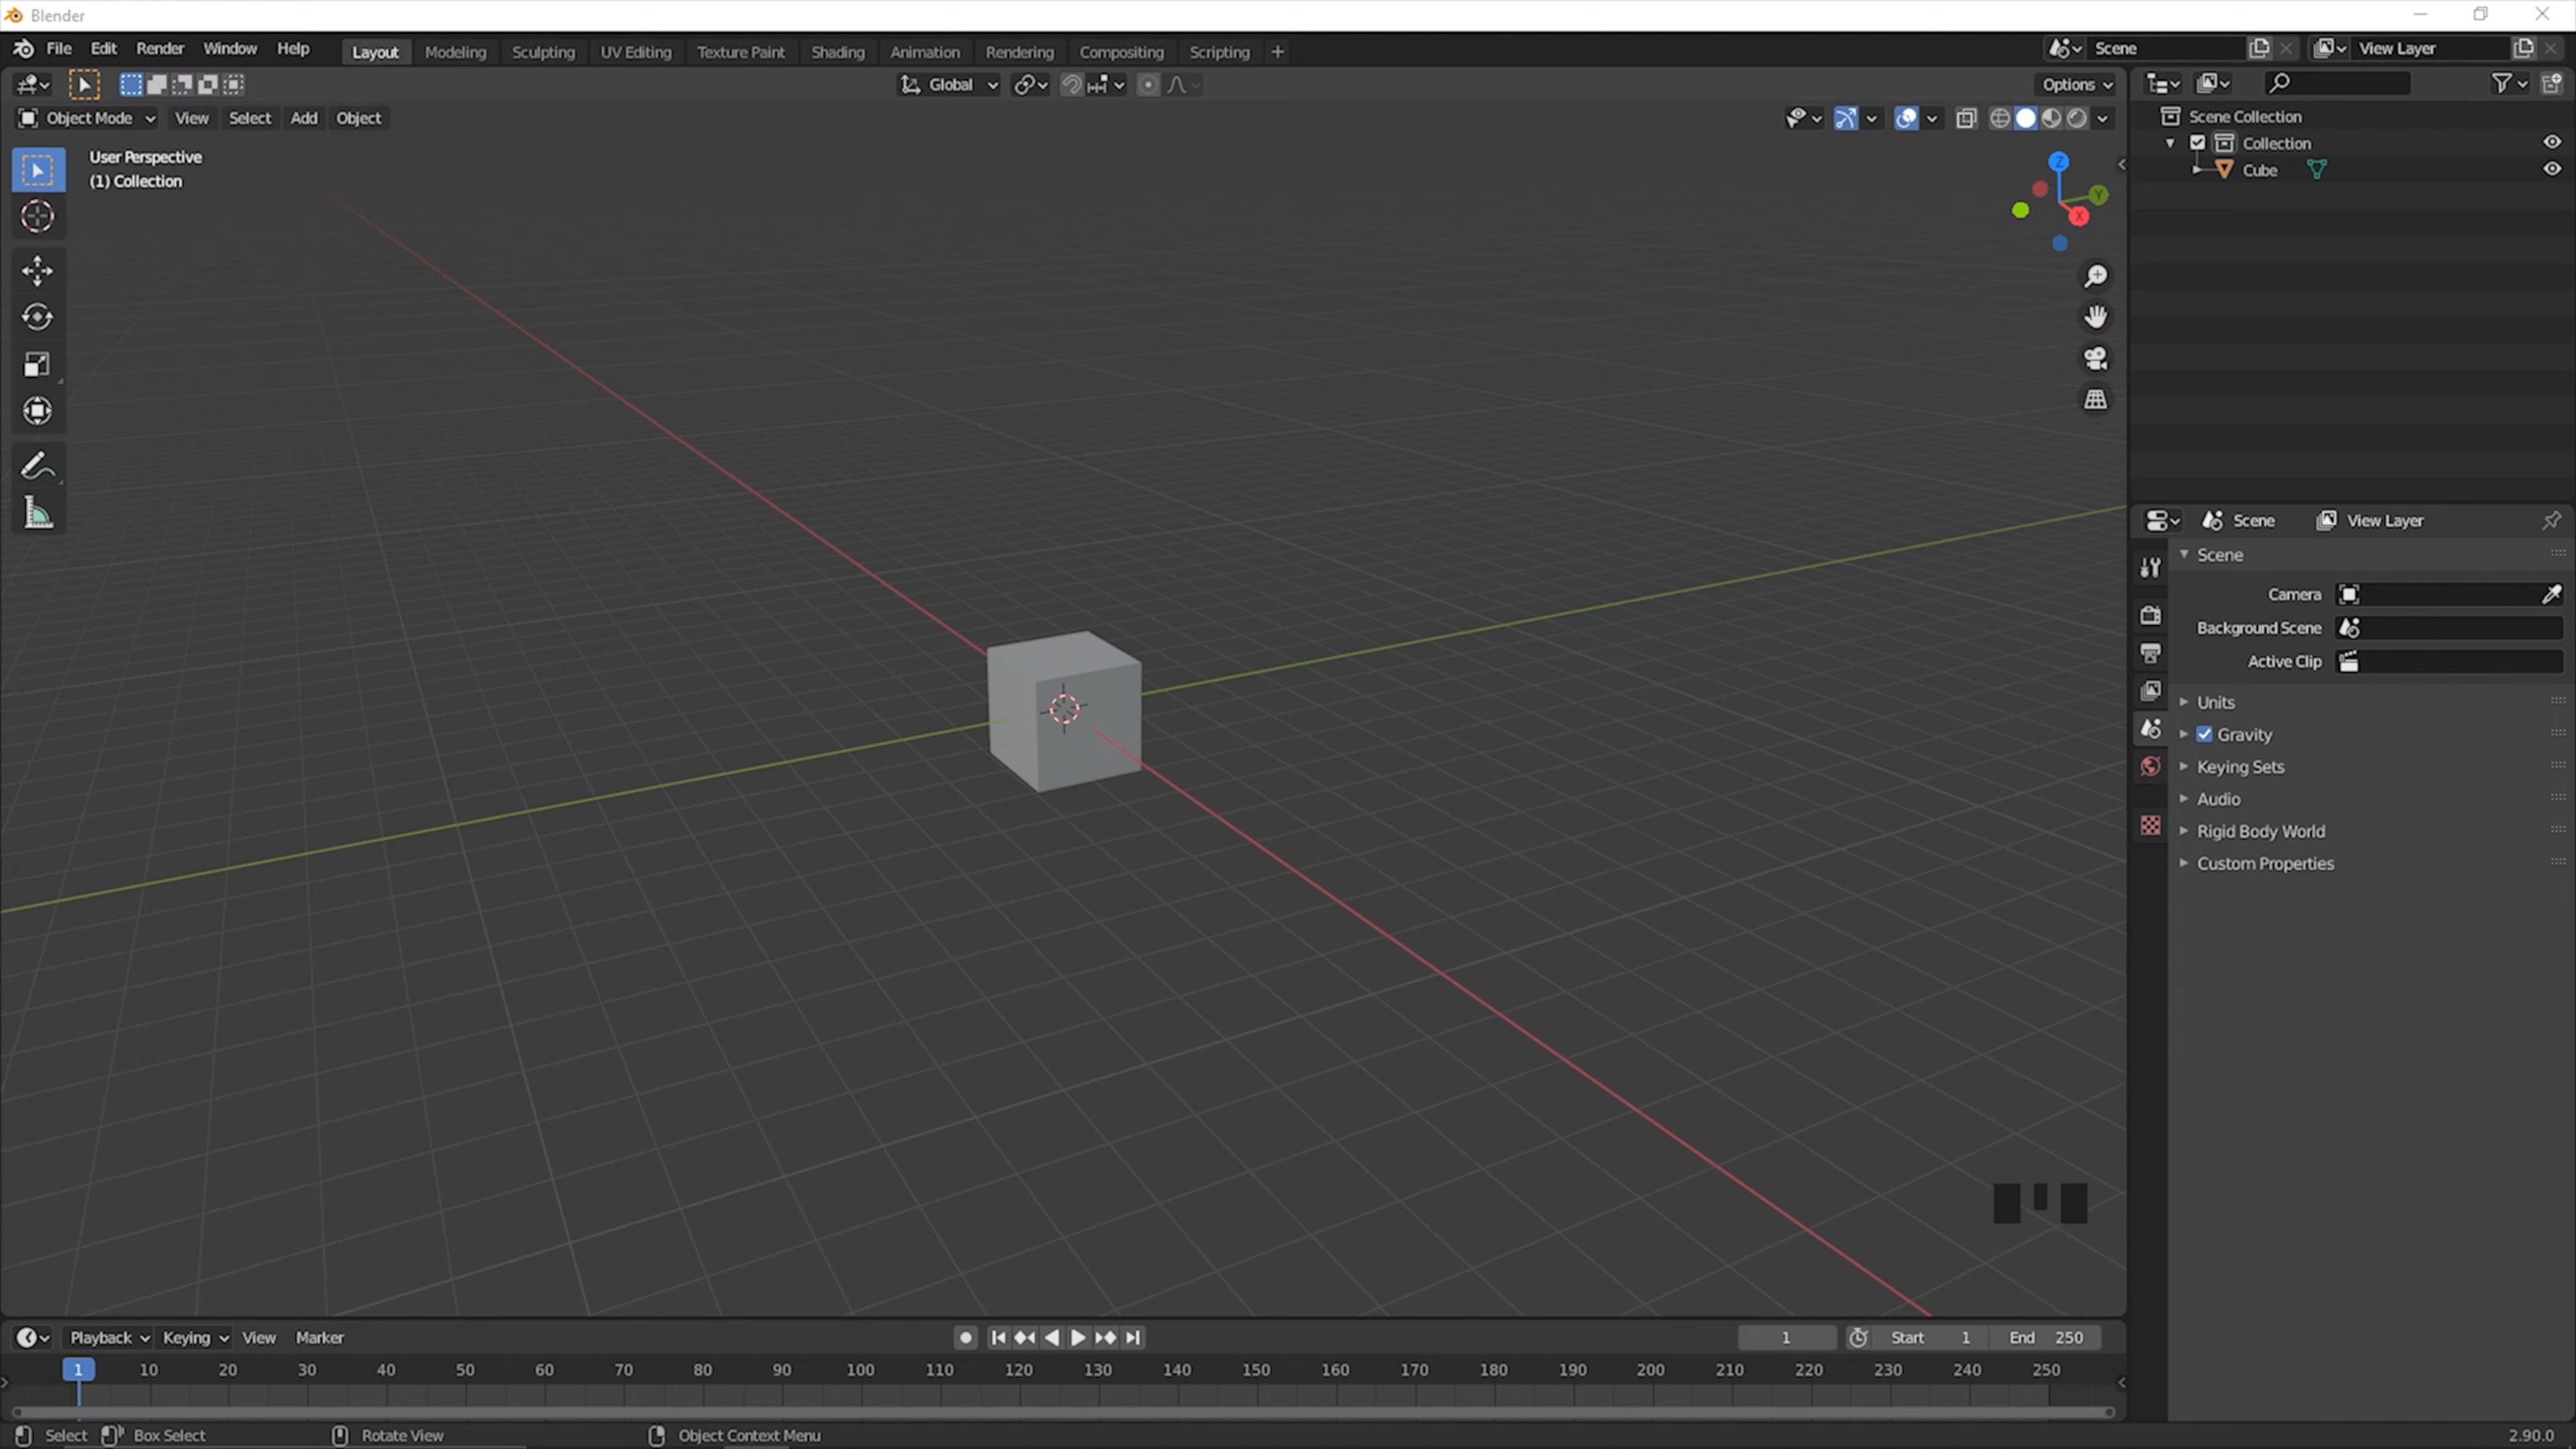 Blender
File Edit Render Window Help Layout Modeling Sculpting UV Editing Texture Paint Shading Animation Rendering Compositing Scripting + Scene View Layer
Global Options
Object Mode View Select Add Object
User Perspective
(1) Collection
Z
Y
X
Scene Collection
Collection
Cube
Scene View Layer
Scene
Camera
Background Scene
Active Clip
Units
Gravity
Keying Sets
Audio
Rigid Body World
Custom Properties
Playback Keying View Marker 1 Start 1 End 250
1 10 20 30 40 50 60 70 80 90 100 110 120 130 140 150 160 170 180 190 200 210 220 230 240 250
Select Box Select Rotate View Object Context Menu 2.90.0